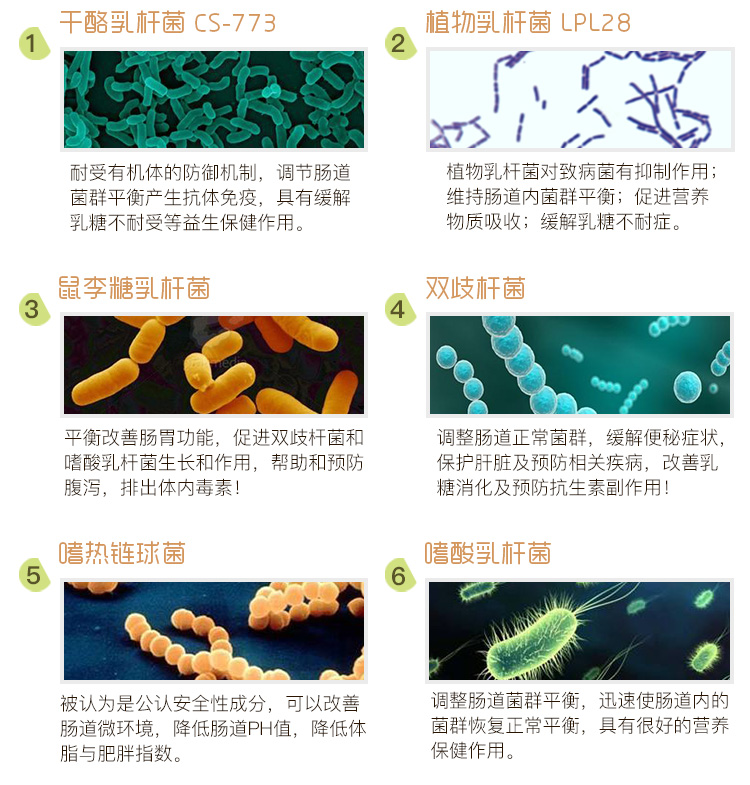 1
干酪乳杆菌 CS-773
耐受有机体的防御机制，调节肠道
菌群平衡产生抗体免疫，具有缓解
乳糖不耐受等益生保健作用。
2
植物乳杆菌 LPL28
植物乳杆菌对致病菌有抑制作用；
维持肠道内菌群平衡；促进营养
物质吸收；缓解乳糖不耐症。
3
鼠李糖乳杆菌
平衡改善肠胃功能，促进双歧杆菌和
嗜酸乳杆菌生长和作用，帮助和预防
腹泻，排出体内毒素！
4
双歧杆菌
调整肠道正常菌群，缓解便秘症状，
保护肝脏及预防相关疾病，改善乳
糖消化及预防抗生素副作用！
5
嗜热链球菌
被认为是公认安全性成分，可以改善
肠道微环境，降低肠道PH值，降低体
脂与肥胖指数。
6
嗜酸乳杆菌
调整肠道菌群平衡，迅速使肠道内的
菌群恢复正常平衡，具有很好的营养
保健作用。